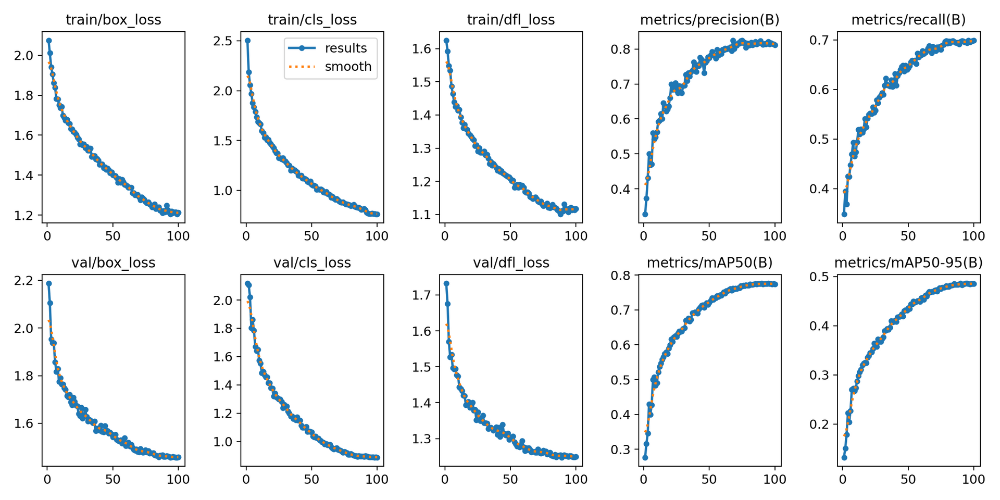 train/box_loss
2.0
1.8
1.6
1.4
1.2
0 50 100
train/cls_loss
results
smooth
2.5
2.0
1.5
1.0
0 50 100
train/dfl_loss
1.6
1.5
1.4
1.3
1.2
1.1
0 50 100
metrics/precision(B)
0.8
0.7
0.6
0.5
0.4
0 50 100
metrics/recall(B)
0.7
0.6
0.5
0.4
0 50 100
val/box_loss
2.2
2.0
1.8
1.6
0 50 100
val/cls_loss
2.0
1.8
1.6
1.4
1.2
1.0
0 50 100
val/dfl_loss
1.7
1.6
1.5
1.4
1.3
0 50 100
metrics/mAP50(B)
0.8
0.7
0.6
0.5
0.4
0.3
0 50 100
metrics/mAP50-95(B)
0.5
0.4
0.3
0.2
0 50 100